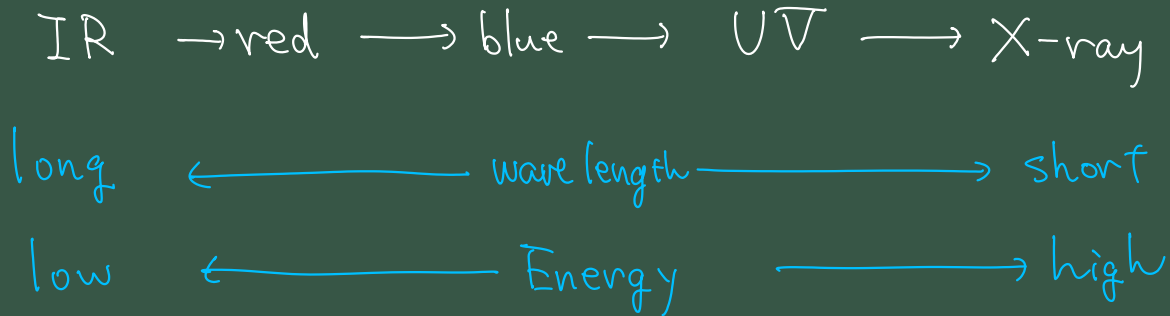 IR → red → blue → UV → X-ray
long ← wavelength → short
low ← Energy → high